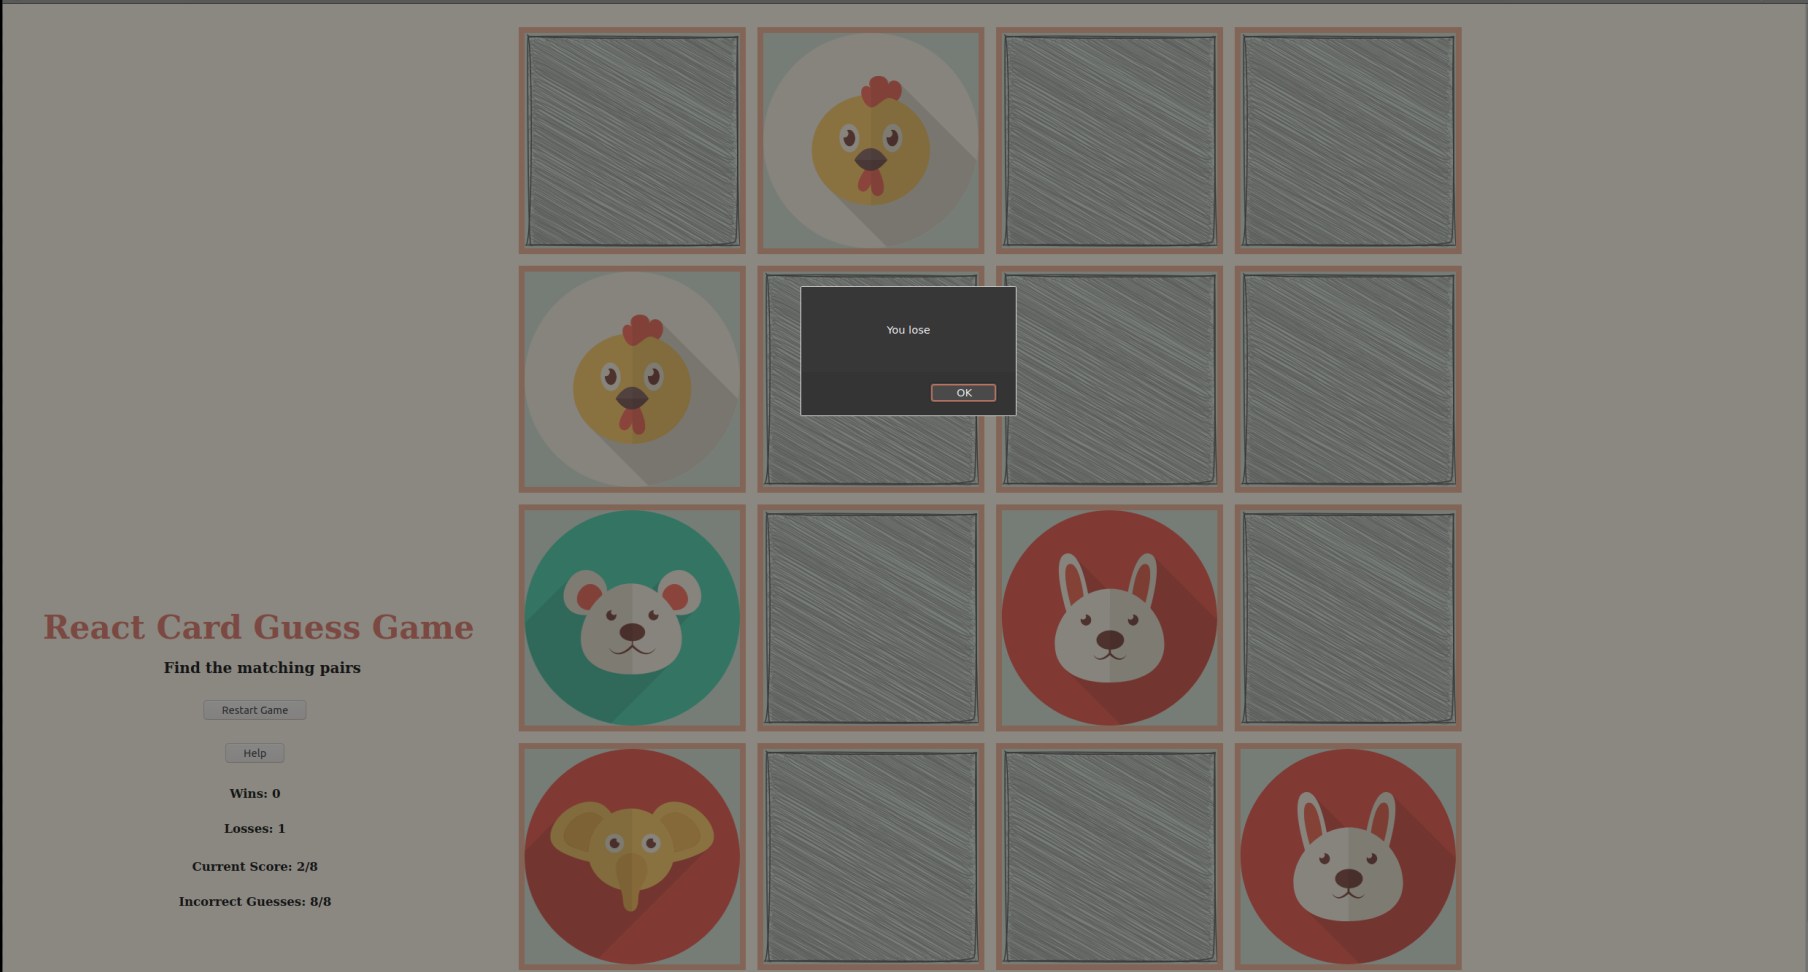 You lose
OK
React Card Guess Game
Find the matching pairs
Restart Game
Help
Wins: 0
Losses: 1
Current Score: 2/8
Incorrect Guesses: 8/8